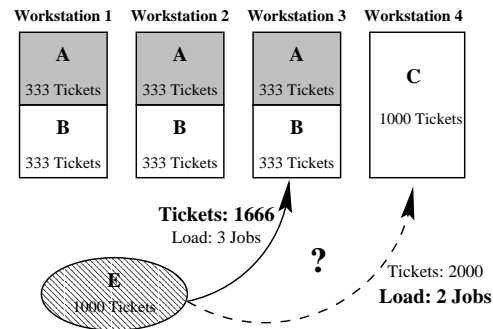 Workstation 1 Workstation 2 Workstation 3 Workstation 4
A A A
333 Tickets 333 Tickets 333 Tickets
C
1000 Tickets
B B B
333 Tickets 333 Tickets 333 Tickets
Tickets: 1666
Load: 3 Jobs
?
E
1000 Tickets
Tickets: 2000
Load: 2 Jobs